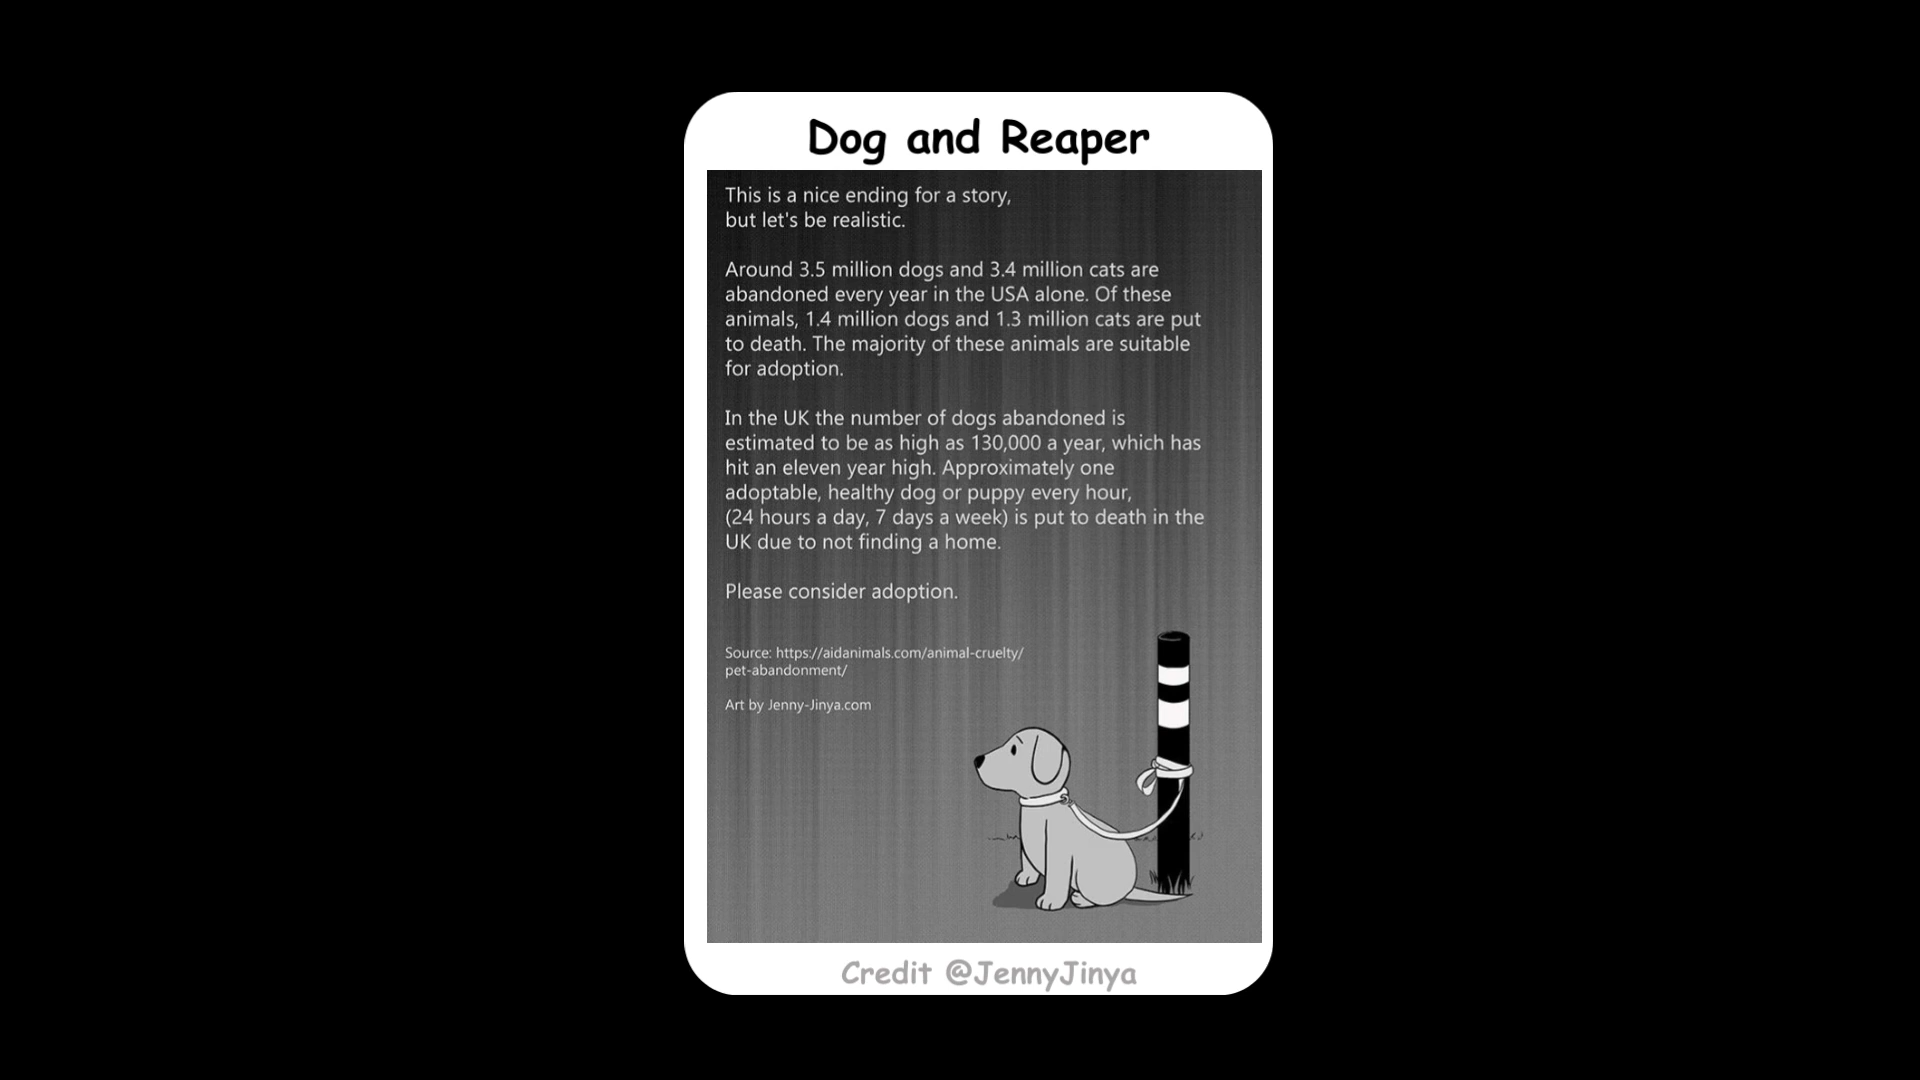 Dog and Reaper
This is a nice ending for a story,
but let's be realistic.
Around 3.5 million dogs and 3.4 million cats are
abandoned every year in the USA alone. Of these
animals, 1.4 million dogs and 1.3 million cats are put
to death. The majority of these animals are suitable
for adoption.
In the UK the number of dogs abandoned is
estimated to be as high as 130,000 a year, which has
hit an eleven year high. Approximately one
adoptable, healthy dog or puppy every hour,
(24 hours a day, 7 days a week) is put to death in the
UK due to not finding a home.
Please consider adoption.
Source: https://aidanimals.com/animal-cruelty/
pet-abandonment/
Art by Jenny-Jinya.com
Credit @JennyJinya